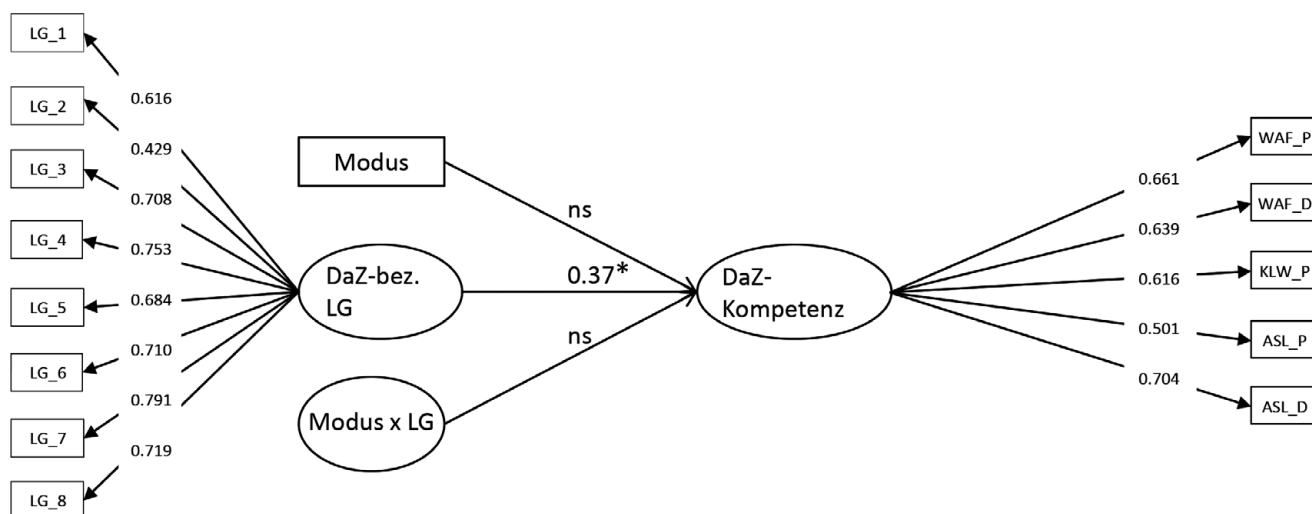 LG_1
LG_2
LG_3
LG_4
LG_5
LG_6
LG_7
LG_8
0.616
0.429
0.708
0.753
0.684
0.710
0.791
0.719
Modus
DaZ-bez.
LG
Modus x LG
ns
0.37*
ns
DaZ-
Kompetenz
0.661
0.639
0.616
0.501
0.704
WAF_P
WAF_D
KLW_P
ASL_P
ASL_D